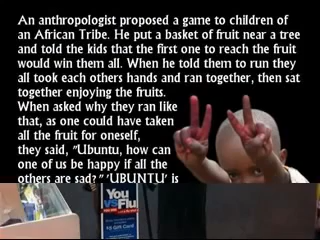 An anthropologist proposed a game to children of
an African Tribe. He put a basket of fruit near a tree
and told the kids that the first one to reach the fruit
would win them all. When he told them to run they
all took each others hands and ran together, then sat
together enjoying the fruits.
When asked why they ran like
that, as one could have taken
all the fruit for oneself,
they said, "Ubuntu, how can
one of us be happy if all the
others are sad?" 'UBUNTU' is
You
vs Flu
Gift Card